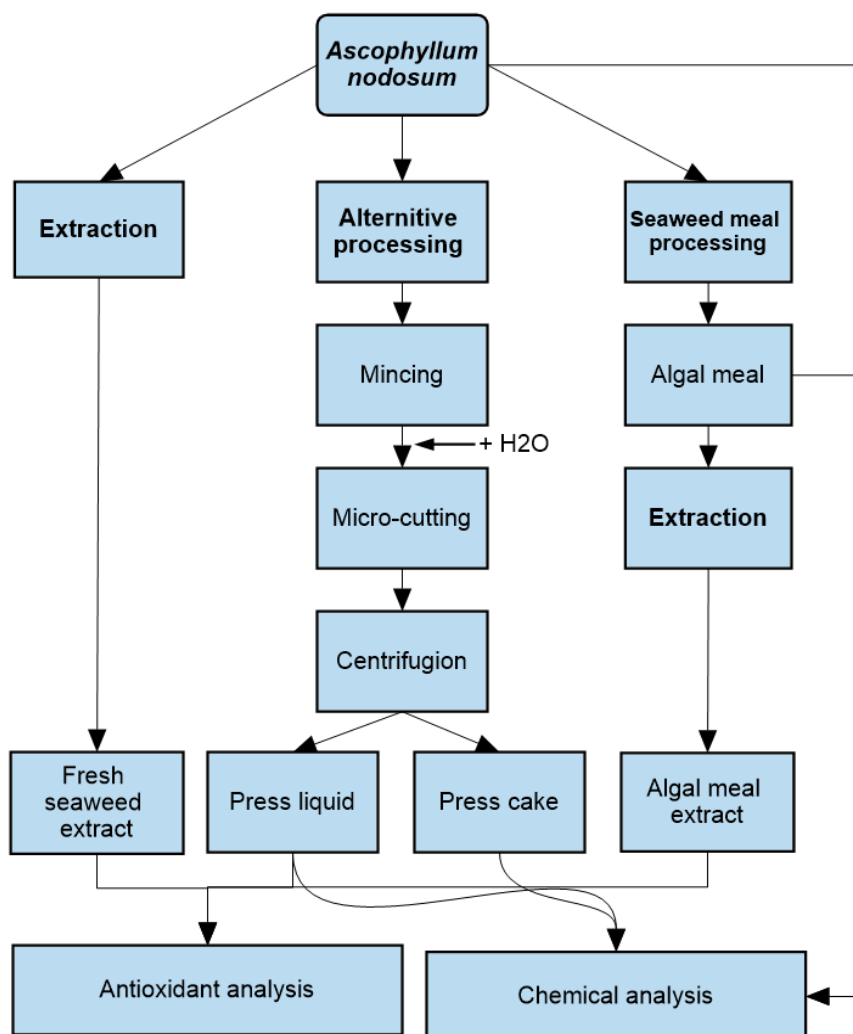 Ascophyllum
nodosum
Extraction
Alternitive
processing
Seaweed meal
processing
Mincing
Algal meal
+ H2O
Micro-cutting
Extraction
Centrifugion
Fresh
seaweed
extract
Press liquid
Press cake
Algal meal
extract
Antioxidant analysis
Chemical analysis